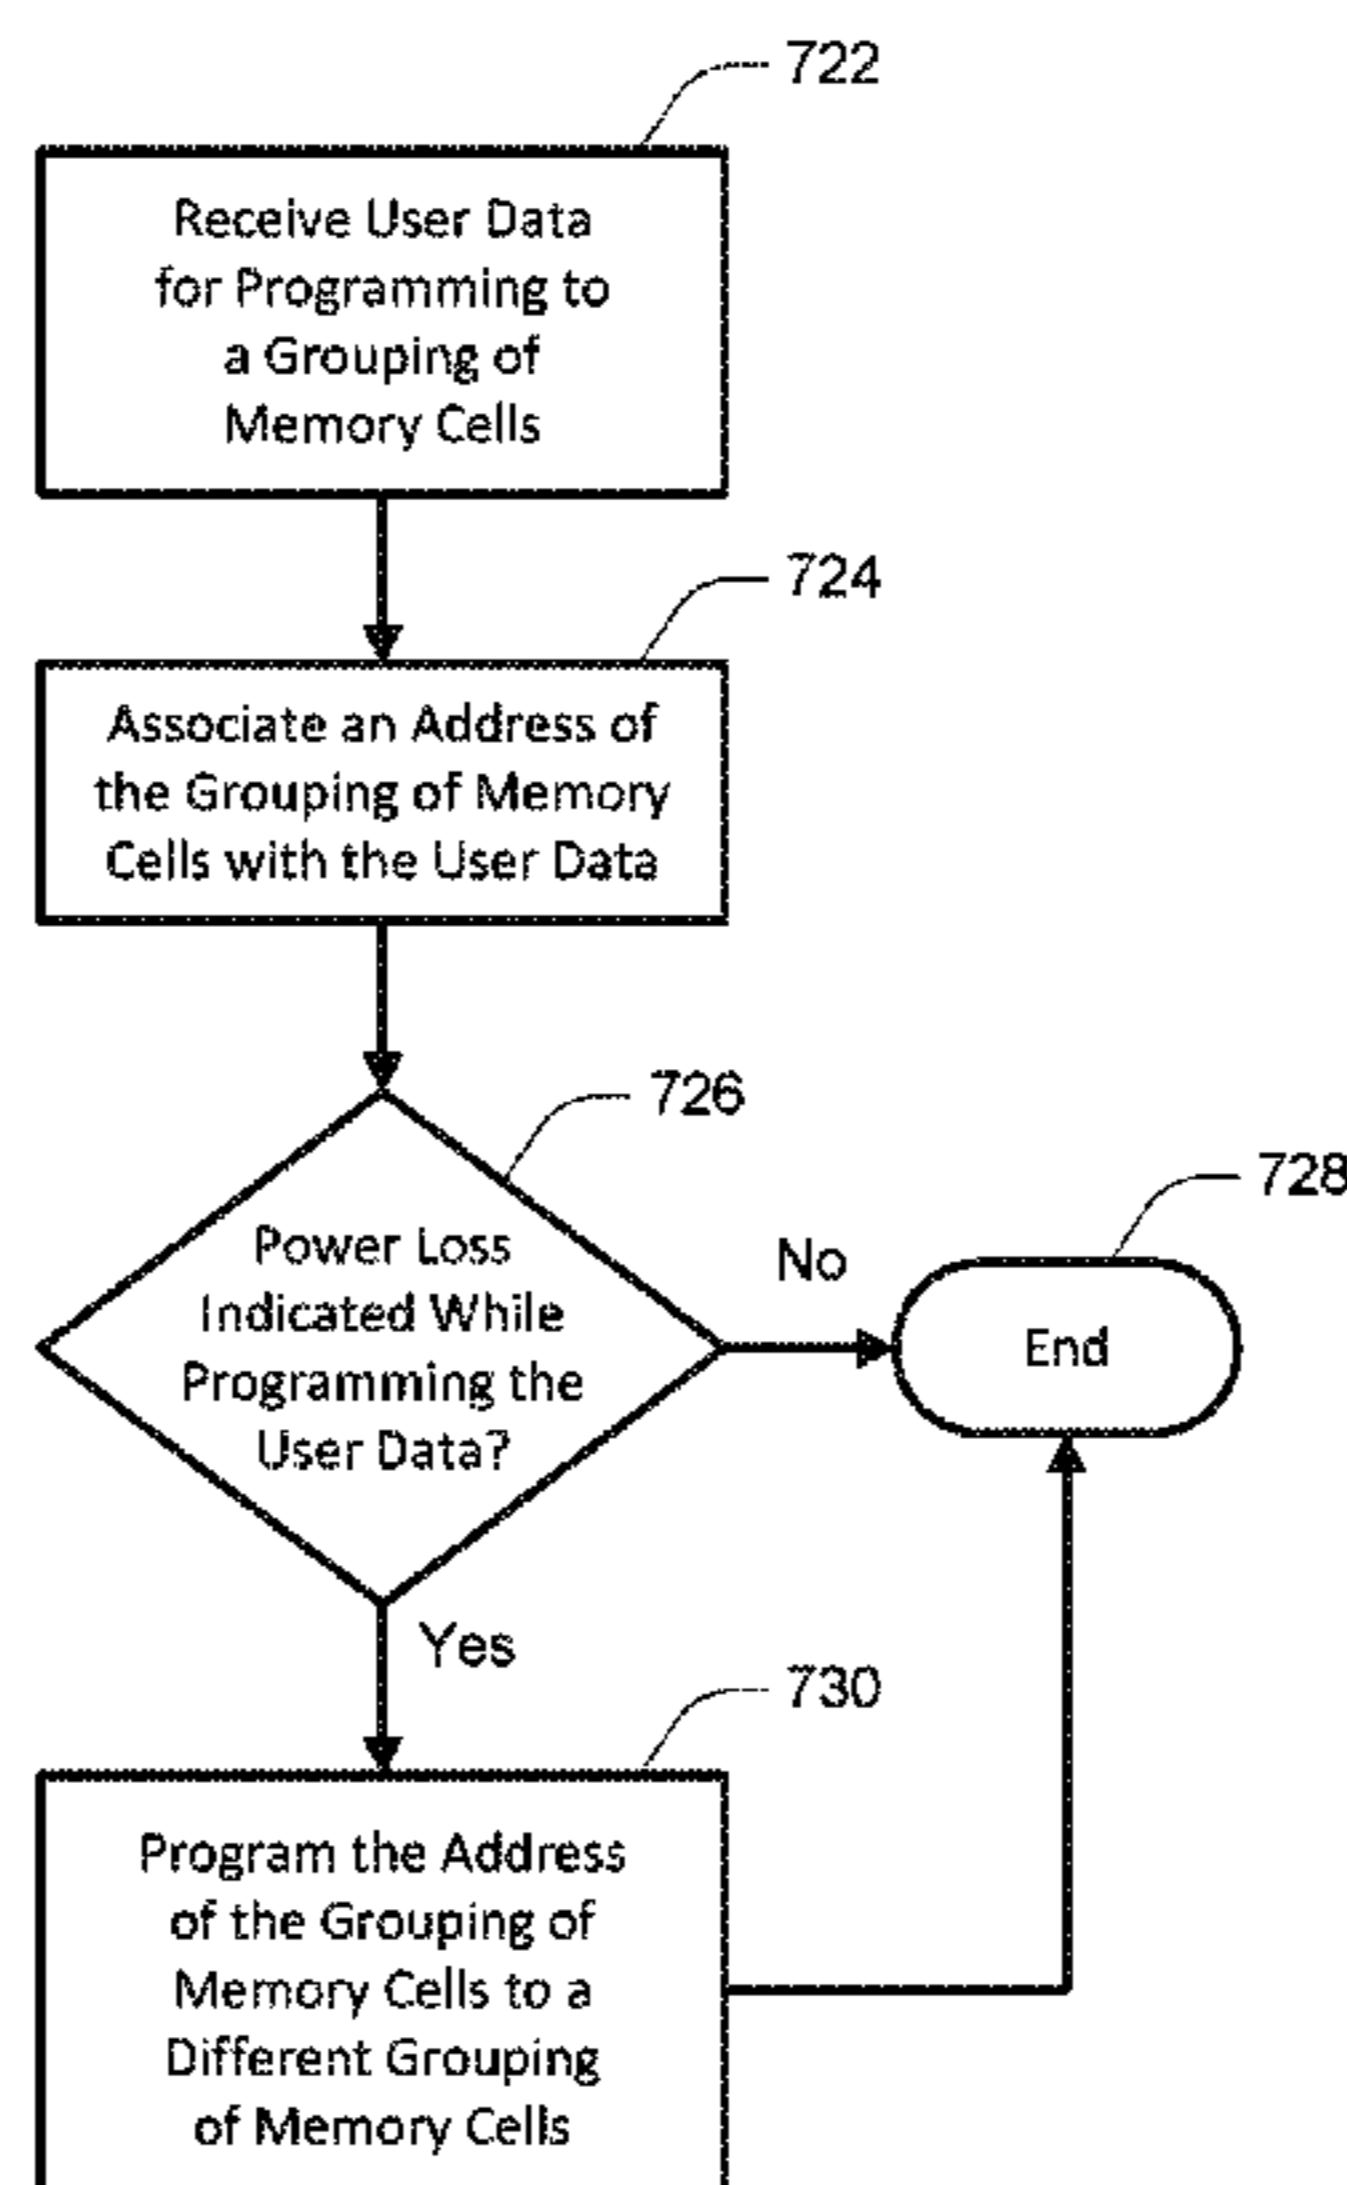 722
Receive User Data
for Programming to
a Grouping of
Memory Cells
724
Associate an Address of
the Grouping of Memory
Cells with the User Data
726
Power Loss
Indicated While
Programming the
User Data?
No
728
End
Yes
730
Program the Address
of the Grouping of
Memory Cells to a
Different Grouping
of Memory Cells